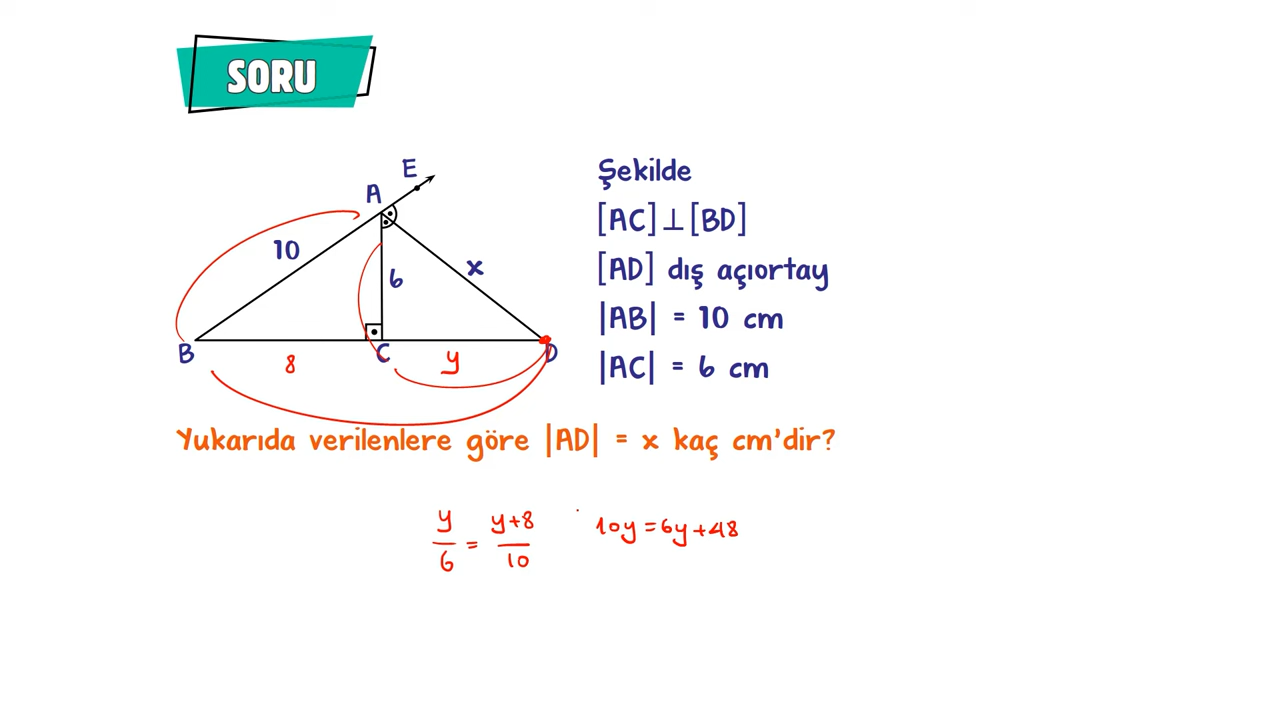 SORU
E
A
10
6
x
B
C
D
8
y
Şekilde
[AC]⊥[BD]
[AD] dış açıortay
|AB| = 10 cm
|AC| = 6 cm
Yukarıda verilenlere göre |AD| = x kaç cm'dir?
y/6 = y+8/10
10y = 6y + 48